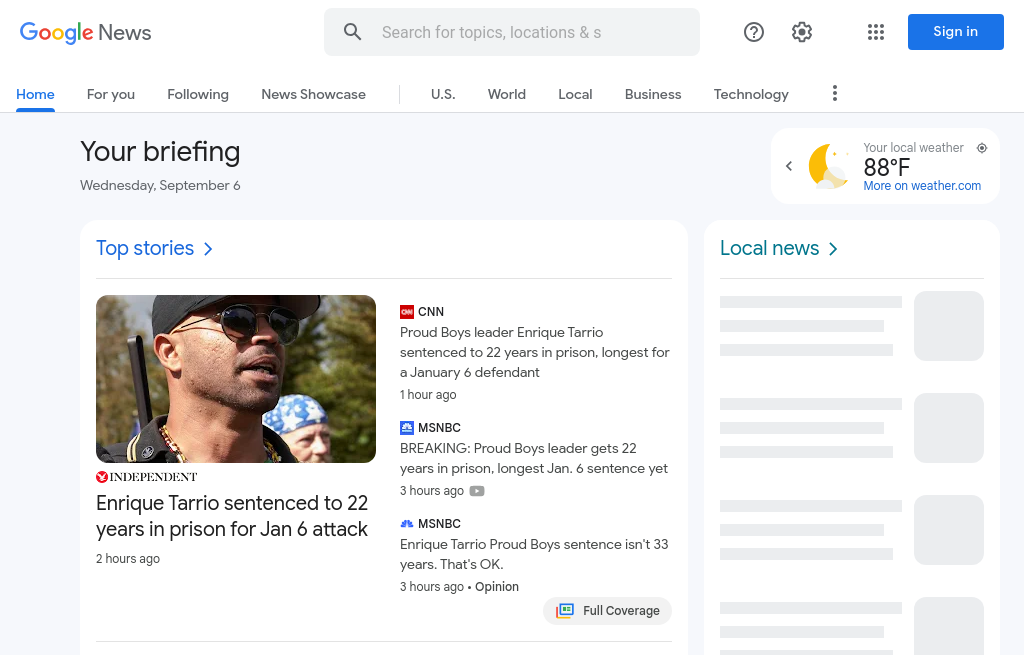 Google News
Search for topics, locations & s
Sign in
Home
For you
Following
News Showcase
U.S.
World
Local
Business
Technology
Your briefing
Wednesday, September 6
Your local weather
88°F
More on weather.com
Top stories
INDEPENDENT
Enrique Tarrio sentenced to 22
years in prison for Jan 6 attack
2 hours ago
CNN
CNN
Proud Boys leader Enrique Tarrio
sentenced to 22 years in prison, longest for
a January 6 defendant
1 hour ago
MSNBC
BREAKING: Proud Boys leader gets 22
years in prison, longest Jan. 6 sentence yet
3 hours ago
MSNBC
Enrique Tarrio Proud Boys sentence isn't 33
years. That's OK.
3 hours ago • Opinion
Full Coverage
Local news